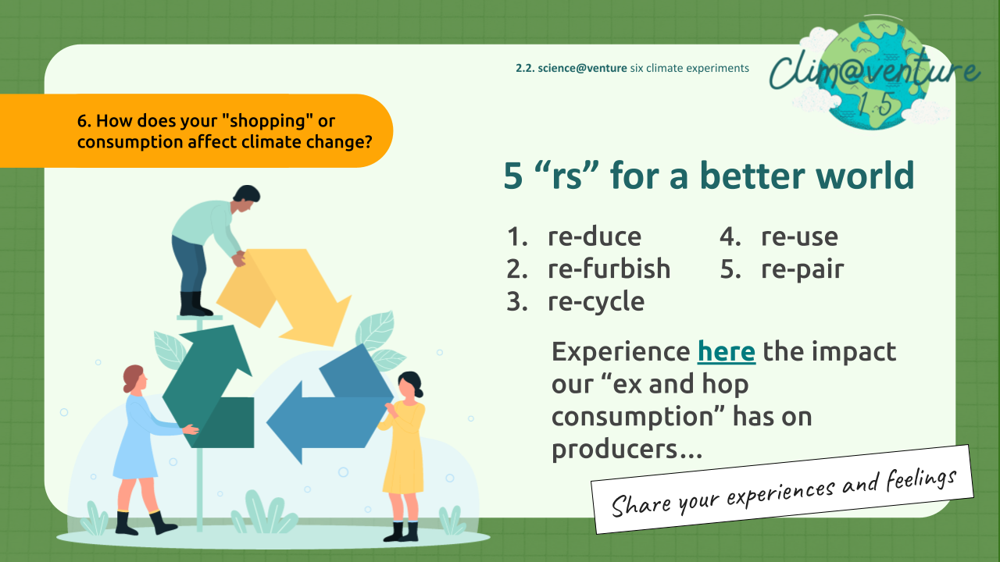 2.2. science@venture six climate experiments
Clim@venture
1.5
6. How does your "shopping" or
consumption affect climate change?
5 “rs” for a better world
1. re-duce
2. re-furbish
3. re-cycle
4. re-use
5. re-pair
Experience here the impact
our “ex and hop
consumption” has on
producers…
Share your experiences and feelings